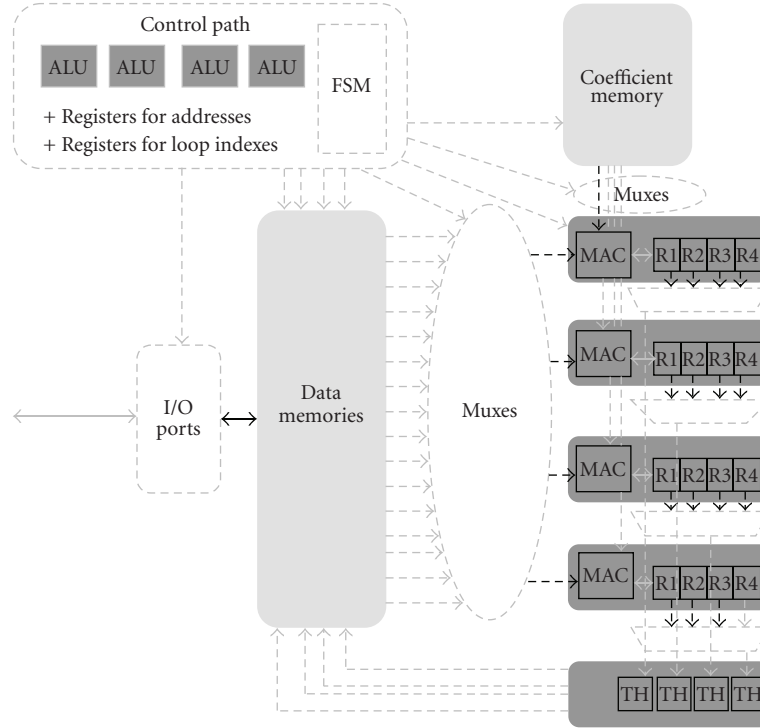 Control path
ALU ALU ALU ALU
FSM
+ Registers for addresses
+ Registers for loop indexes
Coefficient
memory
Muxes
MAC R1 R2 R3 R4
MAC R1 R2 R3 R4
I/O
ports
Data
memories
Muxes
MAC R1 R2 R3 R4
MAC R1 R2 R3 R4
TH TH TH TH